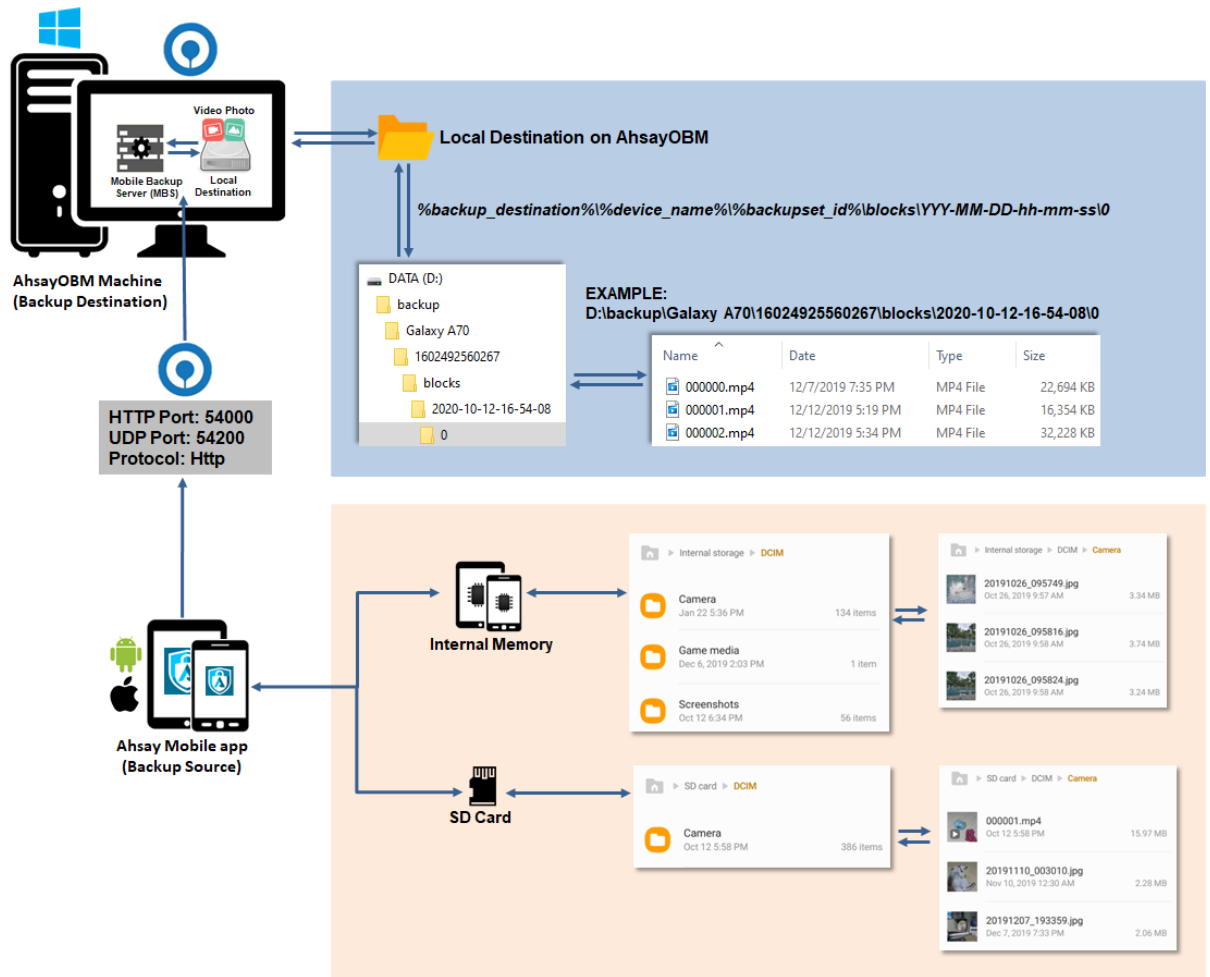 Video Photo
Mobile Backup
Server (MBS)
Local
Destination
AhsayOBM Machine
(Backup Destination)
HTTP Port: 54000
UDP Port: 54200
Protocol: Http
Ahsay Mobile app
(Backup Source)
Local Destination on AhsayOBM
%backup_destination%\%device_name%\%backupset_id%\blocks\YYY-MM-DD-hh-mm-ss\0
DATA (D:)
backup
Galaxy A70
1602492560267
blocks
2020-10-12-16-54-08
0
EXAMPLE:
D:\backup\Galaxy A70\16024925560267\blocks\2020-10-12-16-54-08\0
Name Date Type Size
000000.mp4 12/7/2019 7:35 PM MP4 File 22,694 KB
000001.mp4 12/12/2019 5:19 PM MP4 File 16,354 KB
000002.mp4 12/12/2019 5:34 PM MP4 File 32,228 KB
Internal Memory
Internal storage DCIM
Camera
Jan 22 5:36 PM 134 items
Game media
Dec 6, 2019 2:03 PM 1 item
Screenshots
Oct 12 6:34 PM 56 items
Internal storage DCIM Camera
20191026_095749.jpg
Oct 26, 2019 9:57 AM 3.34 MB
20191026_095816.jpg
Oct 26, 2019 9:58 AM 3.74 MB
20191026_095824.jpg
Oct 26, 2019 9:58 AM 3.24 MB
SD Card
SD card DCIM
Camera
Oct 12 5:58 PM 386 items
SD card DCIM Camera
000001.mp4
Oct 12 5:58 PM 15.97 MB
20191110_003010.jpg
Nov 10, 2019 12:30 AM 2.28 MB
20191207_193359.jpg
Dec 7, 2019 7:33 PM 2.06 MB